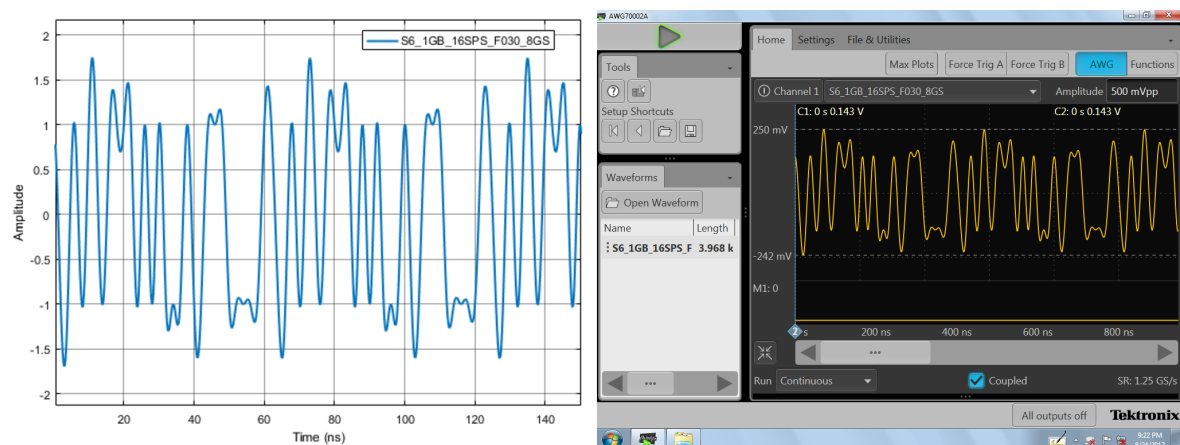 S6_1GB_16SPS_F030_8GS
2
1.5
1
0.5
0
-0.5
-1
-1.5
-2
Amplitude
20 40 60 80 100 120 140
Time (ns)
AWG70002A
Home Settings File & Utilities
Tools
Max Plots Force Trig A Force Trig B AWG Functions
Channel 1 S6_1GB_16SPS_F030_8GS Amplitude 500 mVpp
Setup Shortcuts
C1: 0 s 0.143 V C2: 0 s 0.143 V
250 mV
Waveforms
Open Waveform
Name Length
S6_1GB_16SPS_F 3.968 k
-242 mV
M1: 0
2 s 200 ns 400 ns 600 ns 800 ns
Run Continuous Coupled SR: 1.25 GS/s
All outputs off Tektronix
9:22 PM